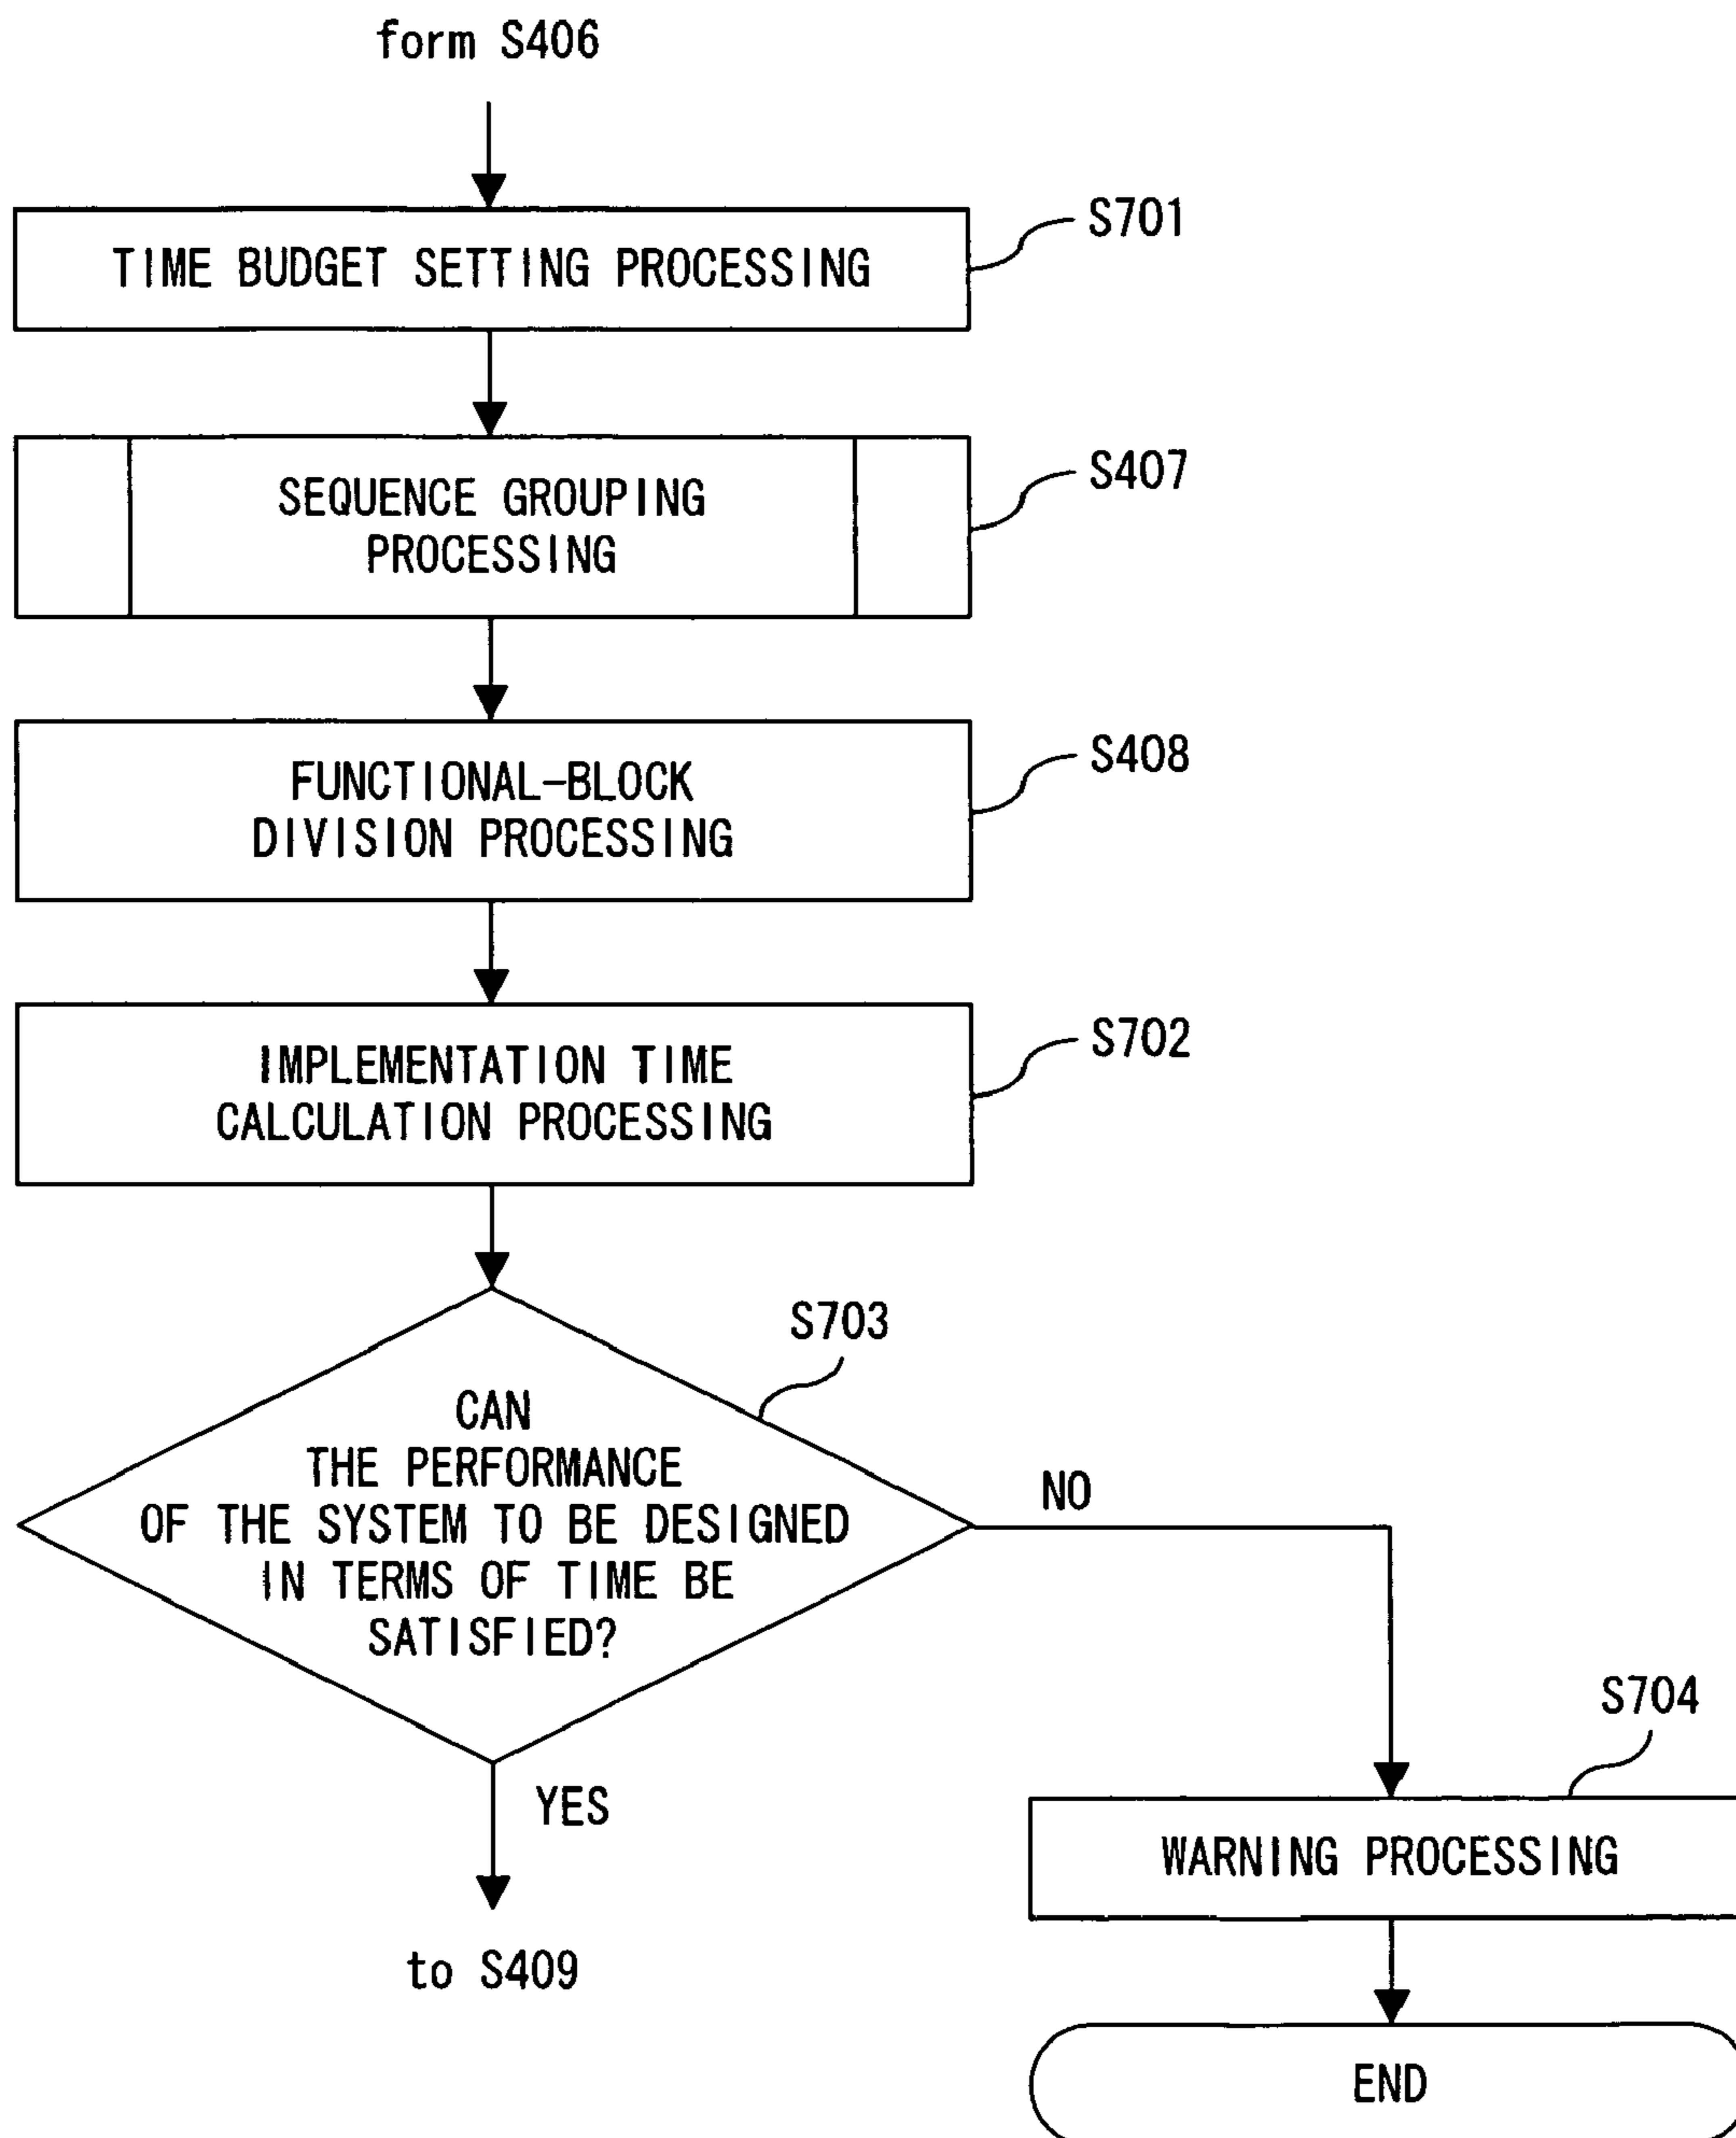 form S406
S701
TIME BUDGET SETTING PROCESSING
S407
SEQUENCE GROUPING
PROCESSING
S408
FUNCTIONAL-BLOCK
DIVISION PROCESSING
S702
IMPLEMENTATION TIME
CALCULATION PROCESSING
S703
CAN
THE PERFORMANCE
OF THE SYSTEM TO BE DESIGNED
IN TERMS OF TIME BE
SATISFIED?
NO
YES
to S409
S704
WARNING PROCESSING
END